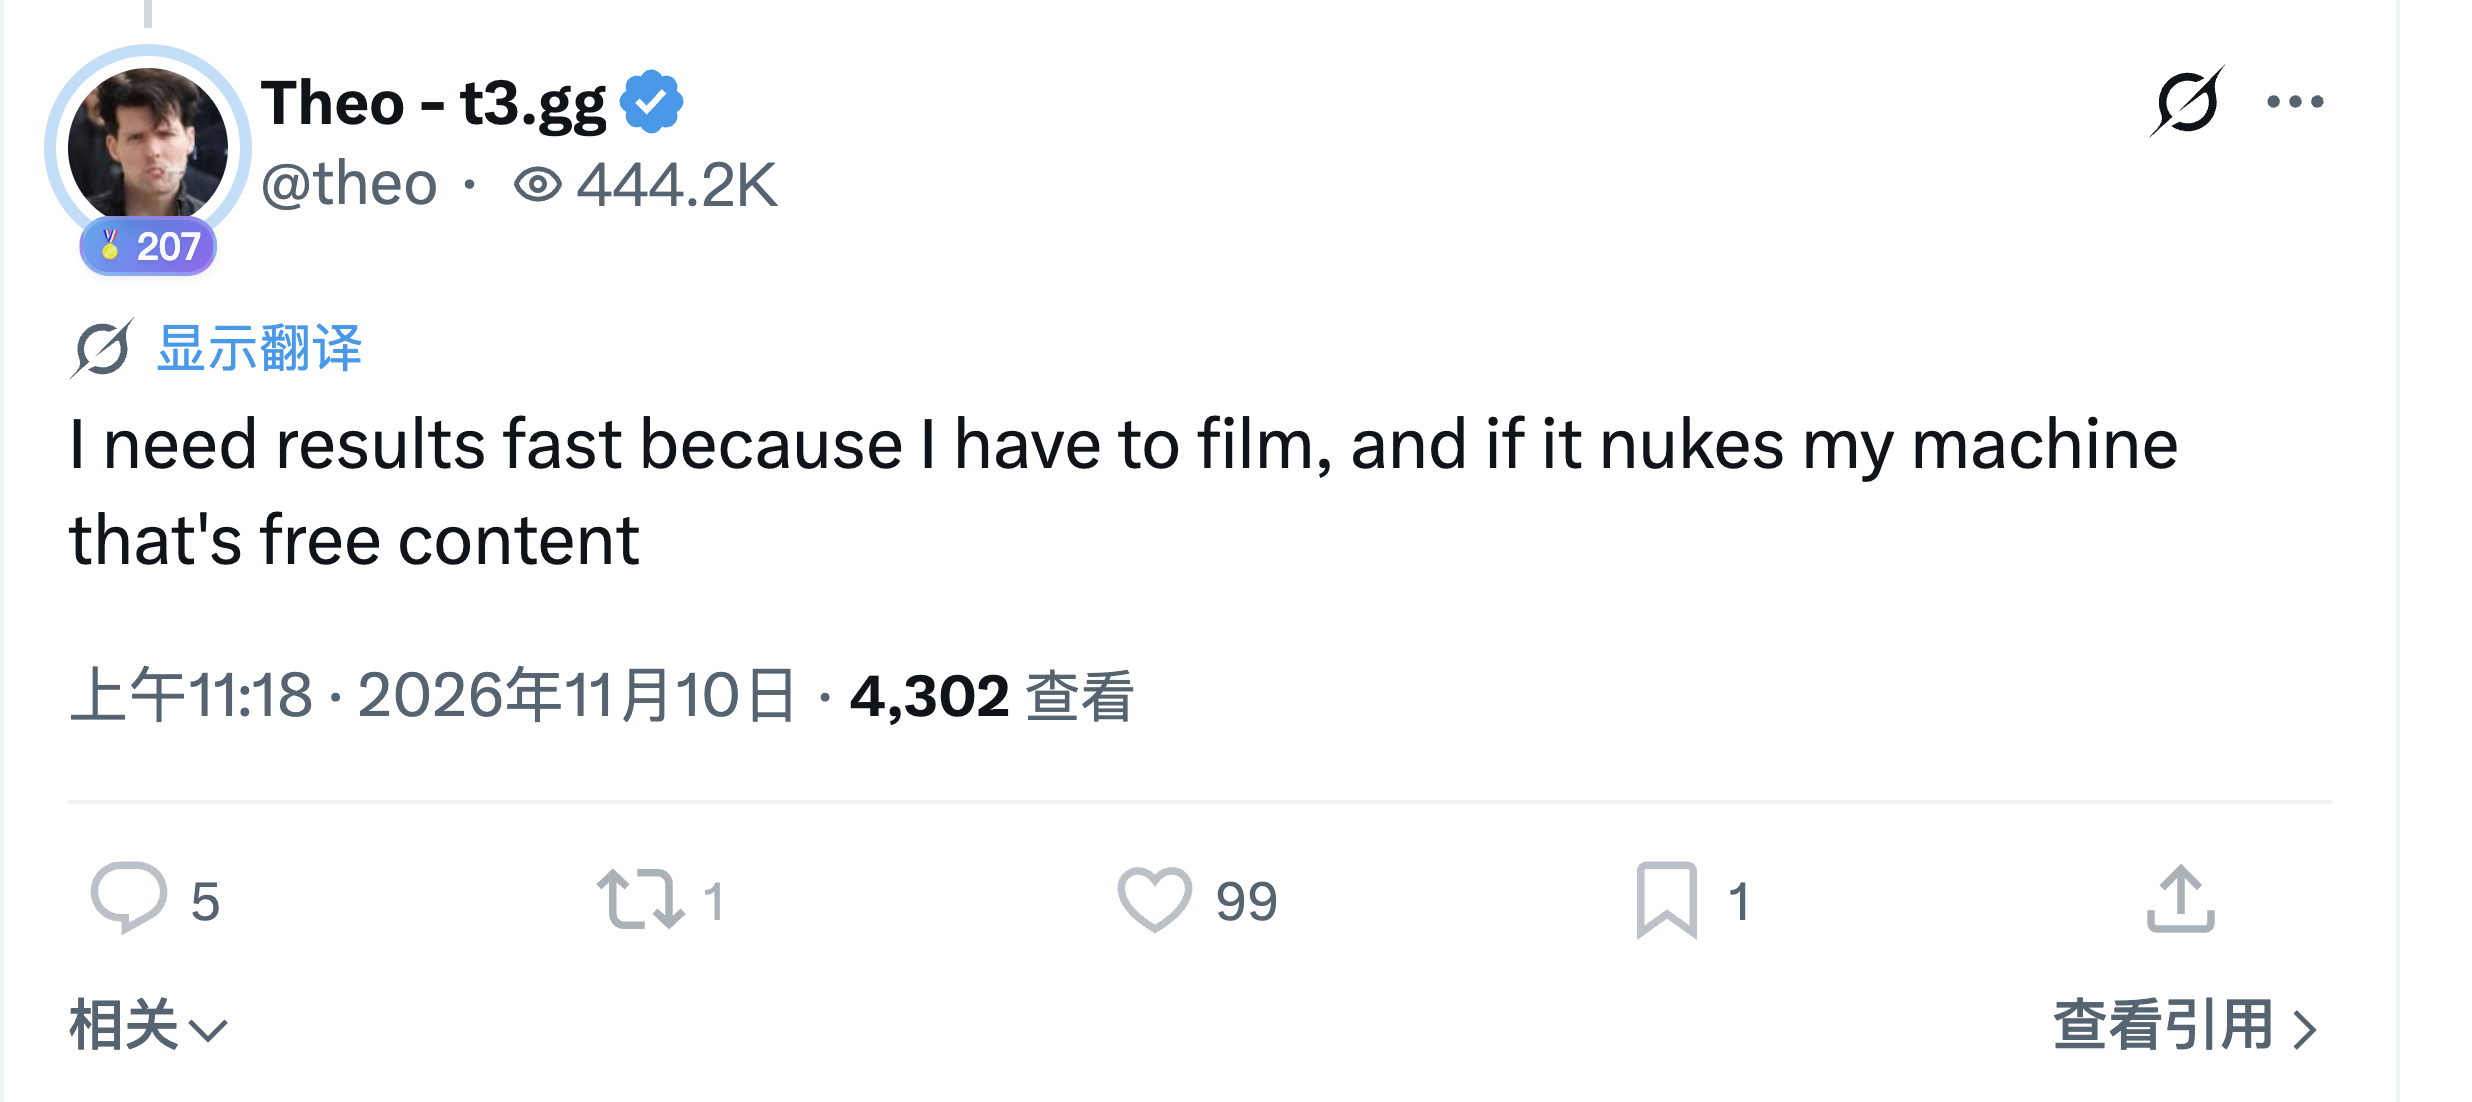 Theo - t3.gg
@theo · 444.2K
🏅 207
显示翻译
I need results fast because I have to film, and if it nukes my machine
that's free content
上午11:18 · 2026年11月10日 · 4,302 查看
5 1 99 1
相关 查看引用